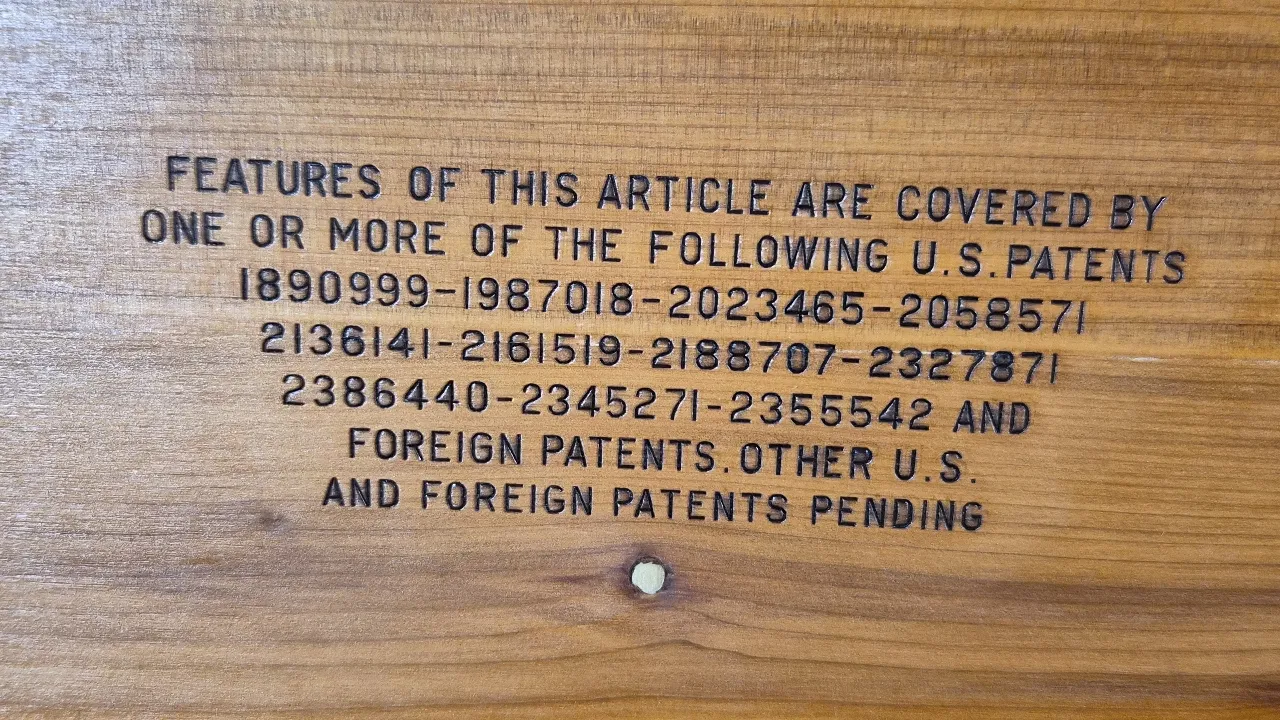 FEATURES OF THIS ARTICLE ARE COVERED BY
ONE OR MORE OF THE FOLLOWING U.S. PATENTS
1890999-1987018-2023465-2058571
2136141-2161519-2188707-2327871
2386440-2345271-2355542 AND
FOREIGN PATENTS. OTHER U.S.
AND FOREIGN PATENTS PENDING